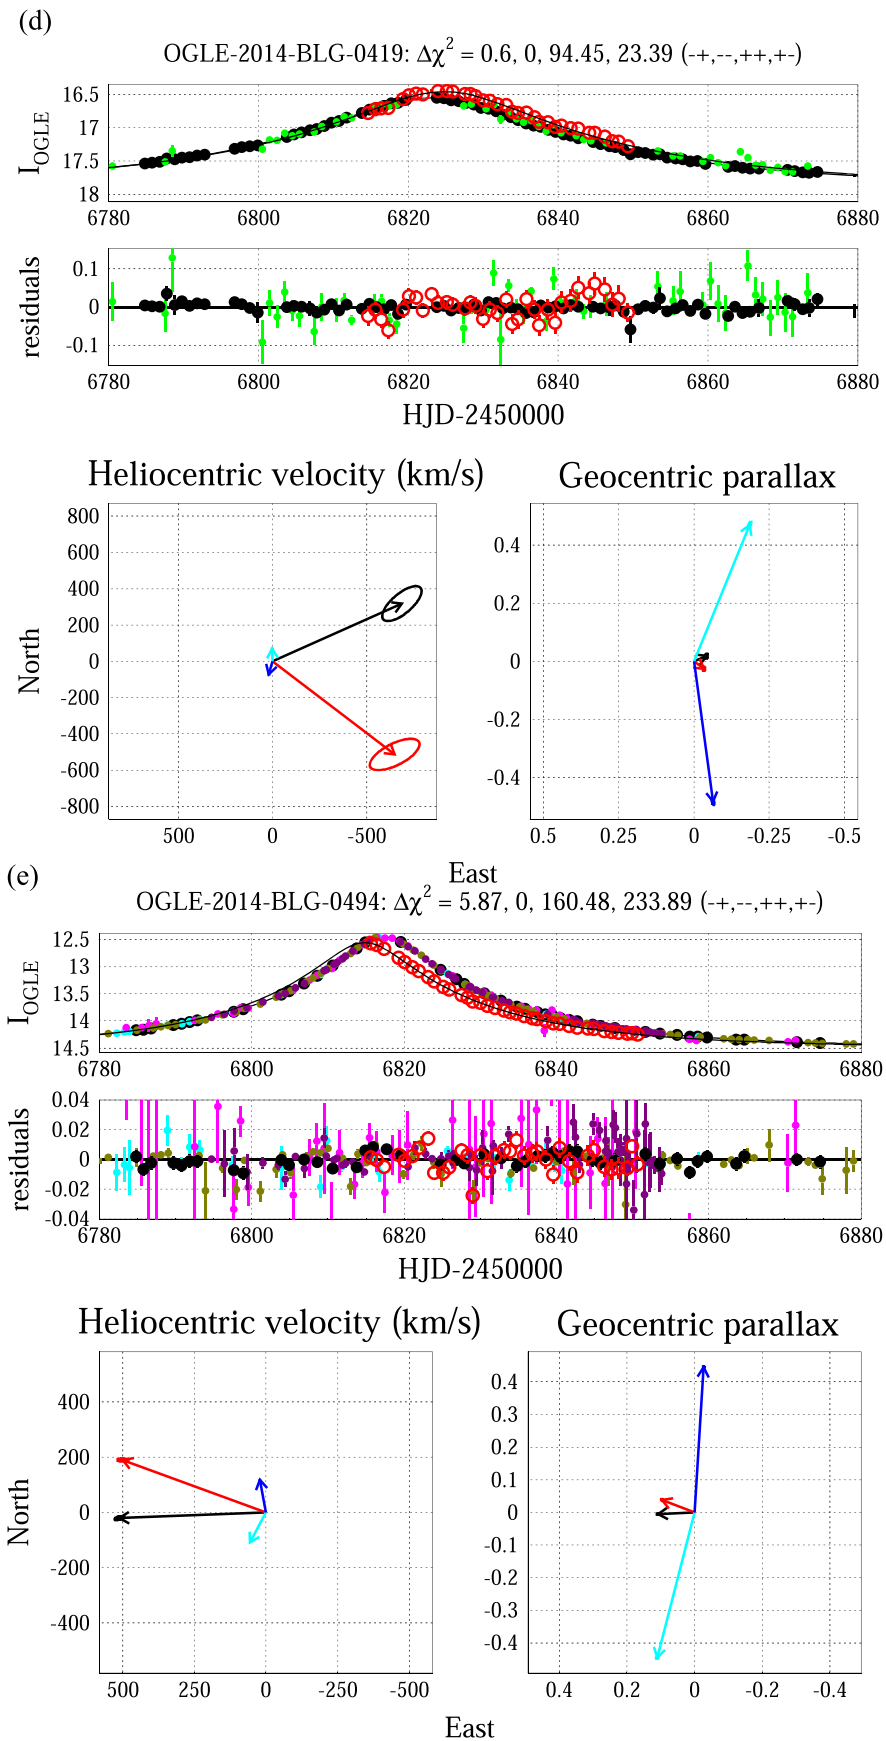 (d)
OGLE-2014-BLG-0419: Δχ² = 0.6, 0, 94.45, 23.39 (-+,--,++,+-)
I_OGLE
16.5
17
17.5
18
6780 6800 6820 6840 6860 6880
residuals
0.1
0
-0.1
6780 6800 6820 6840 6860 6880
HJD-2450000
Heliocentric velocity (km/s) Geocentric parallax
North
800
600
400
200
0
-200
-400
-600
-800
500 0 -500
0.4
0.2
0
-0.2
-0.4
0.5 0.25 0 -0.25 -0.5
East
(e)
OGLE-2014-BLG-0494: Δχ² = 5.87, 0, 160.48, 233.89 (-+,--,++,+-)
I_OGLE
12.5
13
13.5
14
14.5
6780 6800 6820 6840 6860 6880
residuals
0.04
0.02
0
-0.02
-0.04
6780 6800 6820 6840 6860 6880
HJD-2450000
Heliocentric velocity (km/s) Geocentric parallax
North
400
200
0
-200
-400
500 250 0 -250 -500
0.4
0.3
0.2
0.1
0
-0.1
-0.2
-0.3
-0.4
0.4 0.2 0 -0.2 -0.4
East